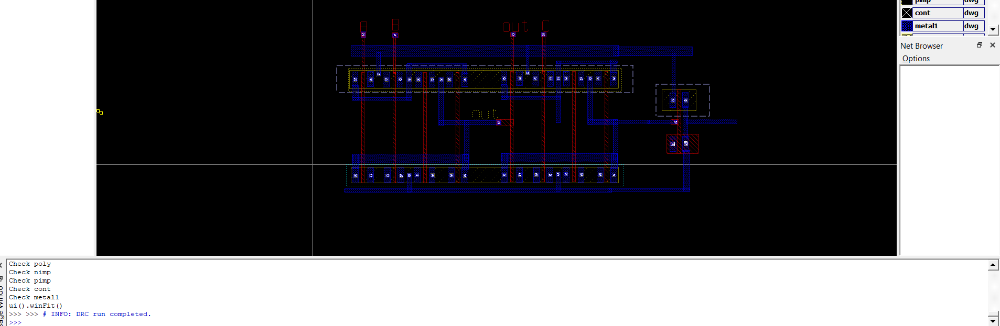 pimp dwg
cont dwg
metal1 dwg
Net Browser
Options
A B out C
out
Check poly
Check nimp
Check pimp
Check cont
Check metal1
ui().winFit()
>>> >>> # INFO: DRC run completed.
>>>